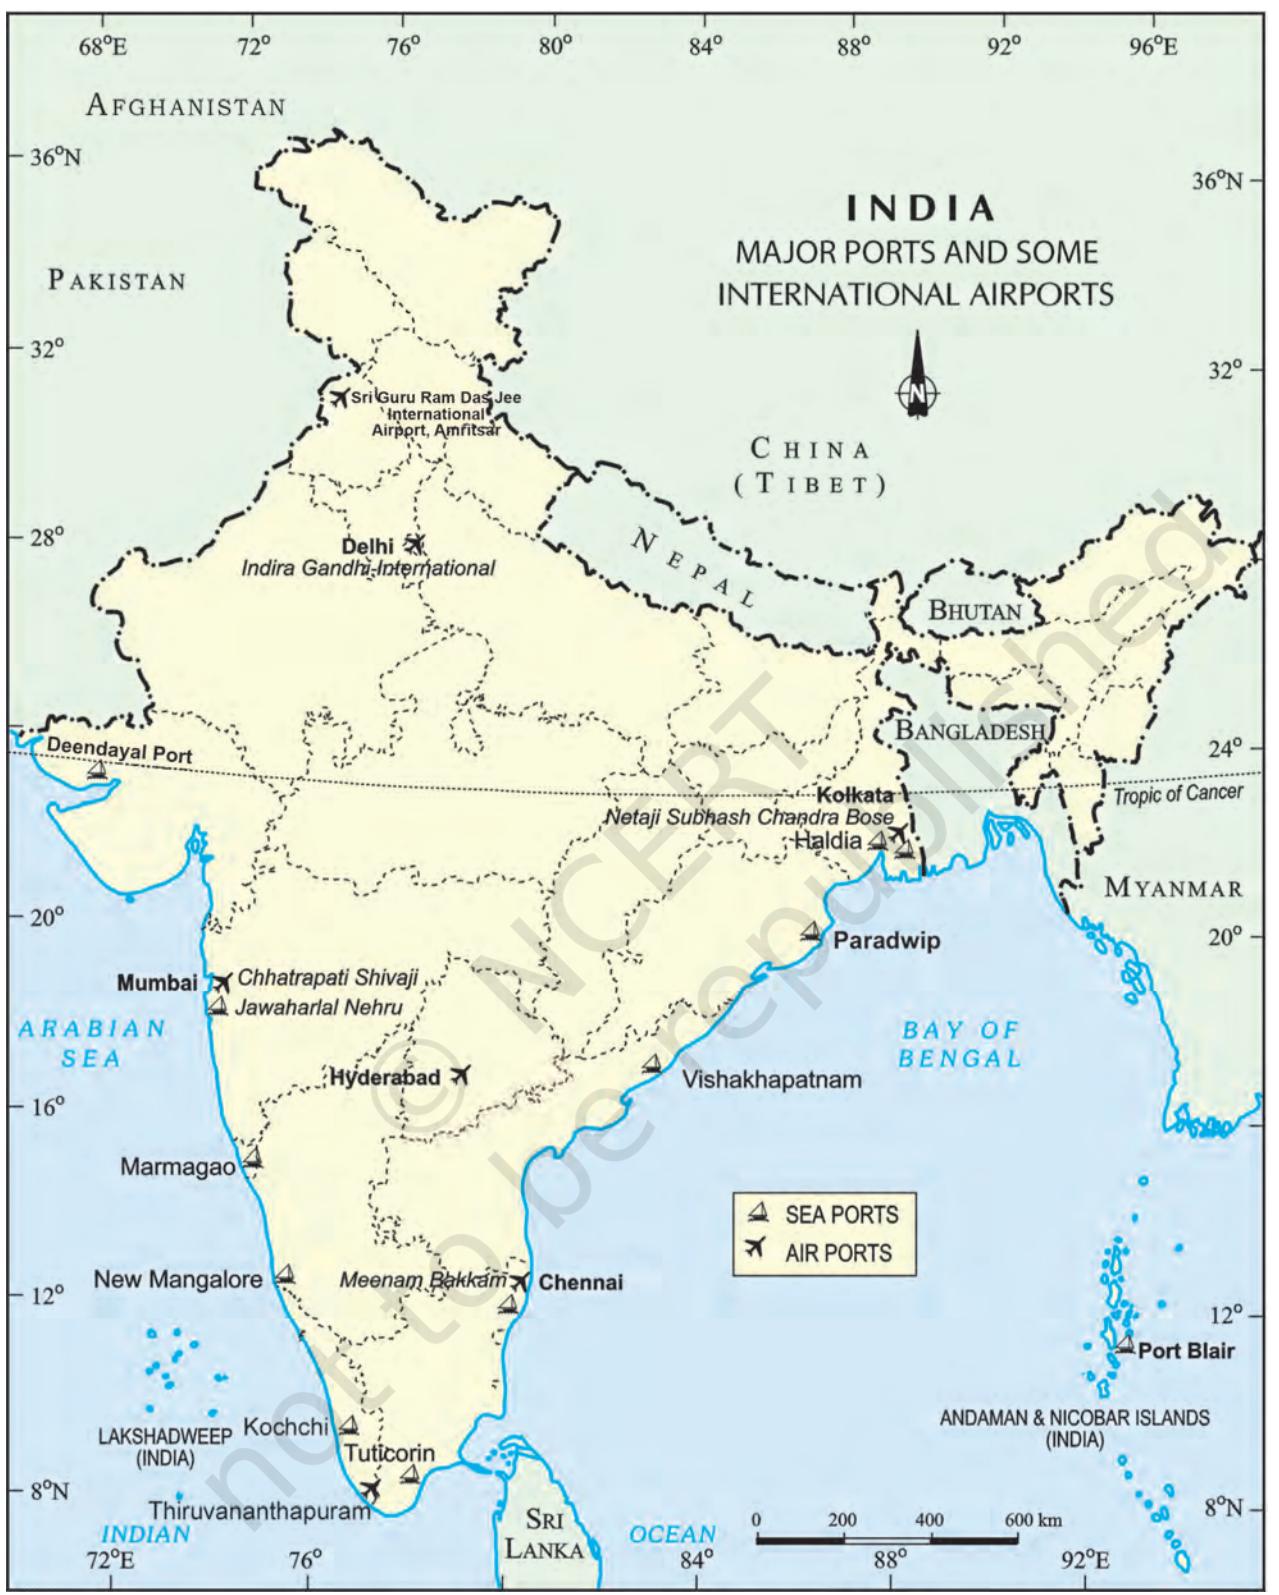 68°E 72° 76° 80° 84° 88° 92° 96°E
AFGHANISTAN
36°N
36°N
INDIA
MAJOR PORTS AND SOME
INTERNATIONAL AIRPORTS
PAKISTAN
32°
32°
N
Sri Guru Ram Das Jee
International
Airport, Amritsar
CHINA
(TIBET)
28°
28°
NEPAL
Delhi
Indira Gandhi-International
BHUTAN
BANGLADESH
24°
Deendayal Port
Tropic of Cancer
Kolkata
Netaji Subhash Chandra Bose
Haldia
MYANMAR
20°
20°
Paradwip
Mumbai
Chhatrapati Shivaji
Jawaharlal Nehru
ARABIAN
SEA
BAY OF
BENGAL
Hyderabad
Vishakhapatnam
16°
Marmagao
SEA PORTS
AIR PORTS
New Mangalore
Meenam Bakkam
Chennai
12°
12°
Port Blair
LAKSHADWEEP
(INDIA)
Kochchi
Tuticorin
ANDAMAN & NICOBAR ISLANDS
(INDIA)
8°N
8°N
Thiruvananthapuram
INDIAN
OCEAN
SRI
LANKA
0 200 400 600 km
72°E 76° 84° 88° 92°E
© NCERT
not to be republished